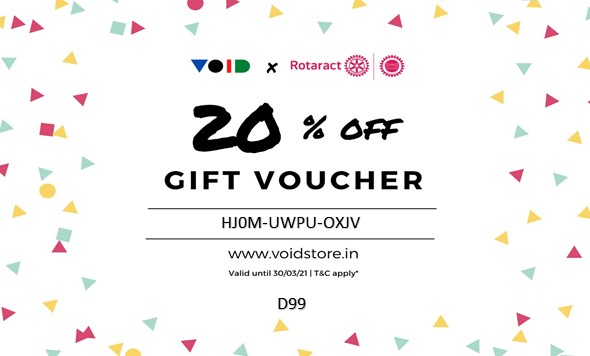 VOID x Rotaract
20 % OFF
GIFT VOUCHER
HJ0M-UWPU-OXJV
www.voidstore.in
Valid until 30/03/21 | T&C apply*
D99